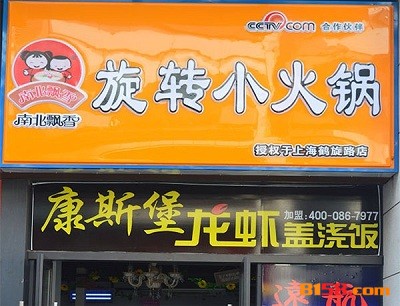 CCTV.com 合作伙伴
南北飘香
旋转小火锅
南北飘香
授权于上海鹤旋路店
康斯堡龙虾盖浇饭
加盟:400-086-7977